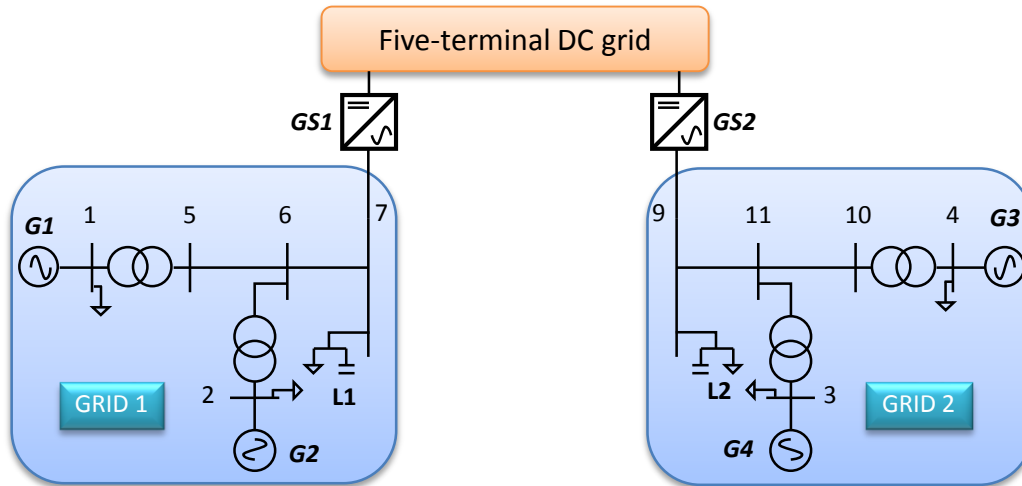 Five-terminal DC grid
GS1
GS2
G1
1
5
6
7
9
11
10
4
G3
2
L1
L2
3
GRID 1
GRID 2
G2
G4